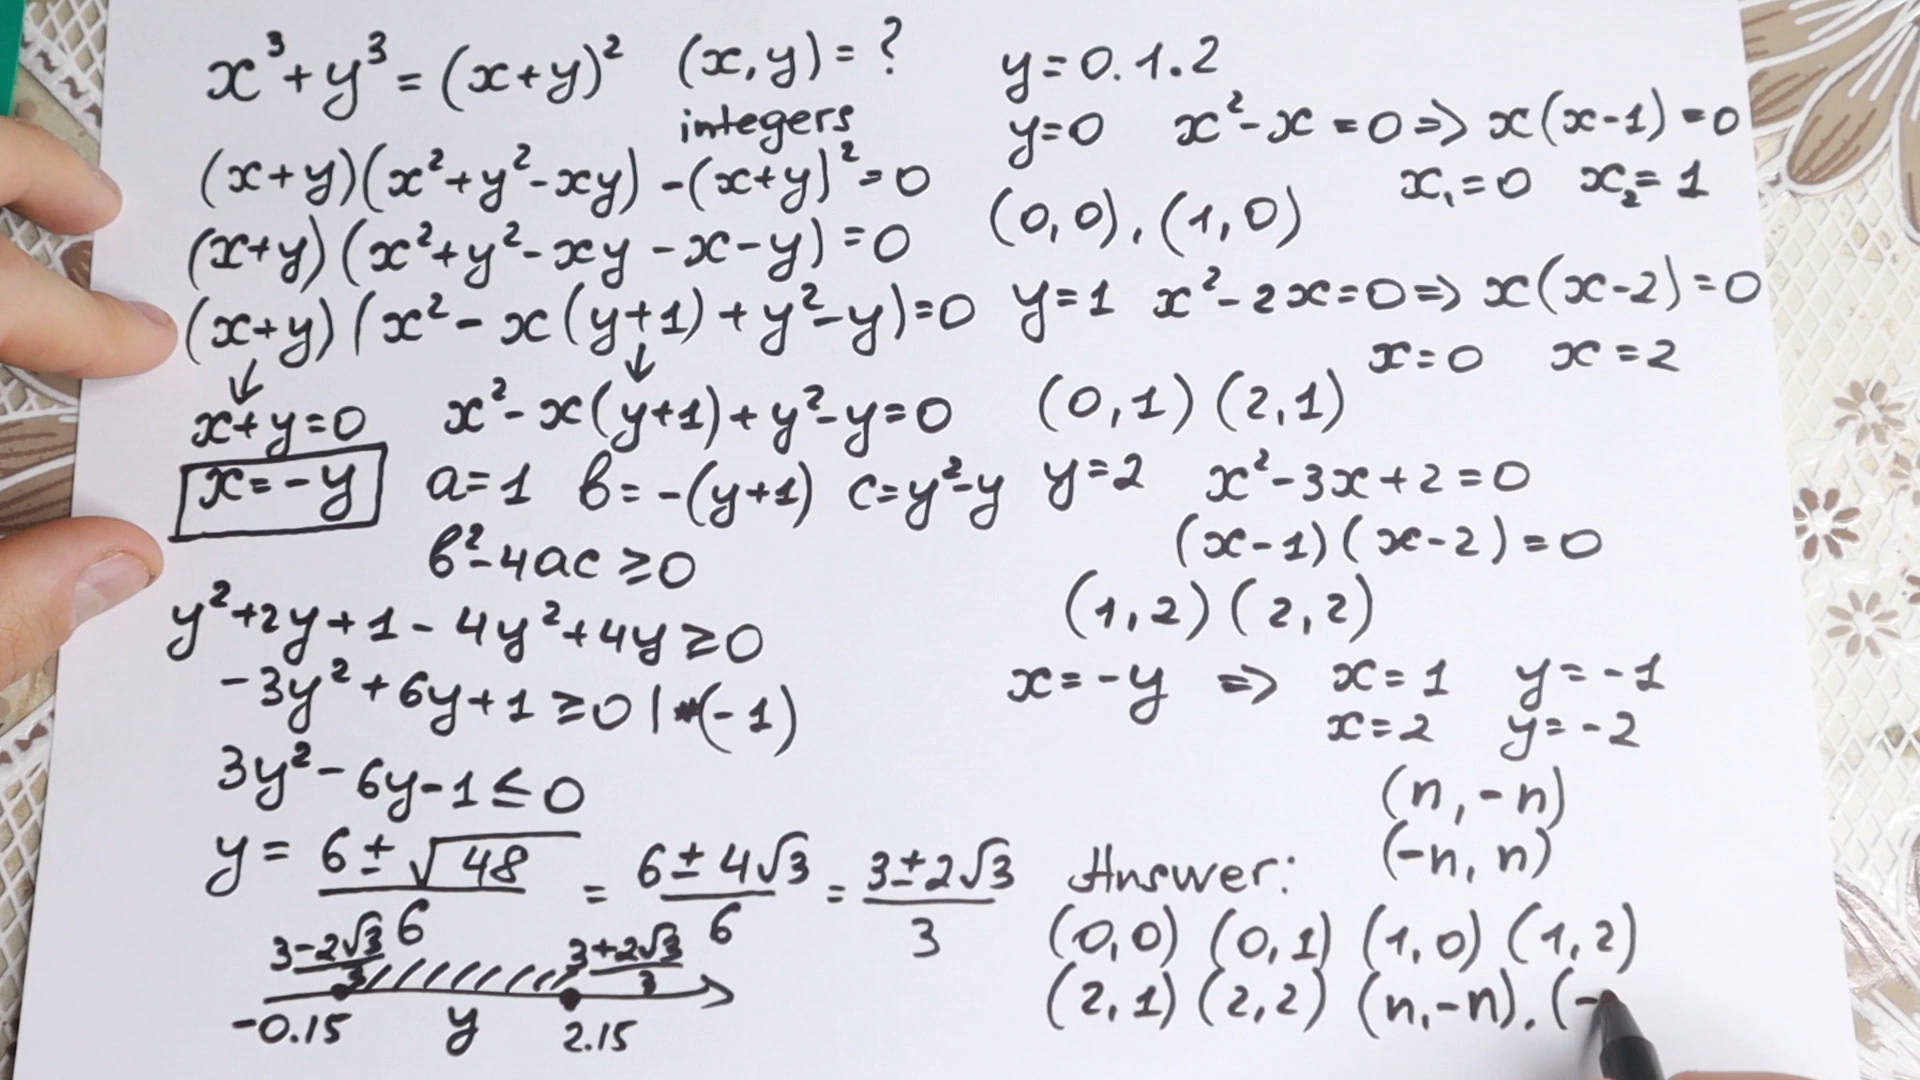 x³+y³=(x+y)² (x,y)=?
integers
(x+y)(x²+y²-xy)-(x+y)²=0
(x+y)(x²+y²-xy-x-y)=0
(x+y)(x²-x(y+1)+y²-y)=0
↓ ↓
x+y=0 x²-x(y+1)+y²-y=0
x=-y a=1 b=-(y+1) c=y²-y
b²-4ac≥0
y²+2y+1-4y²+4y≥0
-3y²+6y+1≥0|*(-1)
3y²-6y-1≤0
y=(6±√48)/6=(6±4√3)/6=(3±2√3)/3
(3-2√3)/3 (3+2√3)/3
-0.15 y 2.15
y=0.1.2
y=0 x²-x=0=>x(x-1)=0
x₁=0 x₂=1
(0,0),(1,0)
y=1 x²-2x=0=>x(x-2)=0
x=0 x=2
(0,1)(2,1)
y=2 x²-3x+2=0
(x-1)(x-2)=0
(1,2)(2,2)
x=-y => x=1 y=-1
x=2 y=-2
(n,-n)
(-n,n)
Answer:
(0,0)(0,1)(1,0)(1,2)
(2,1)(2,2)(n,-n),(-